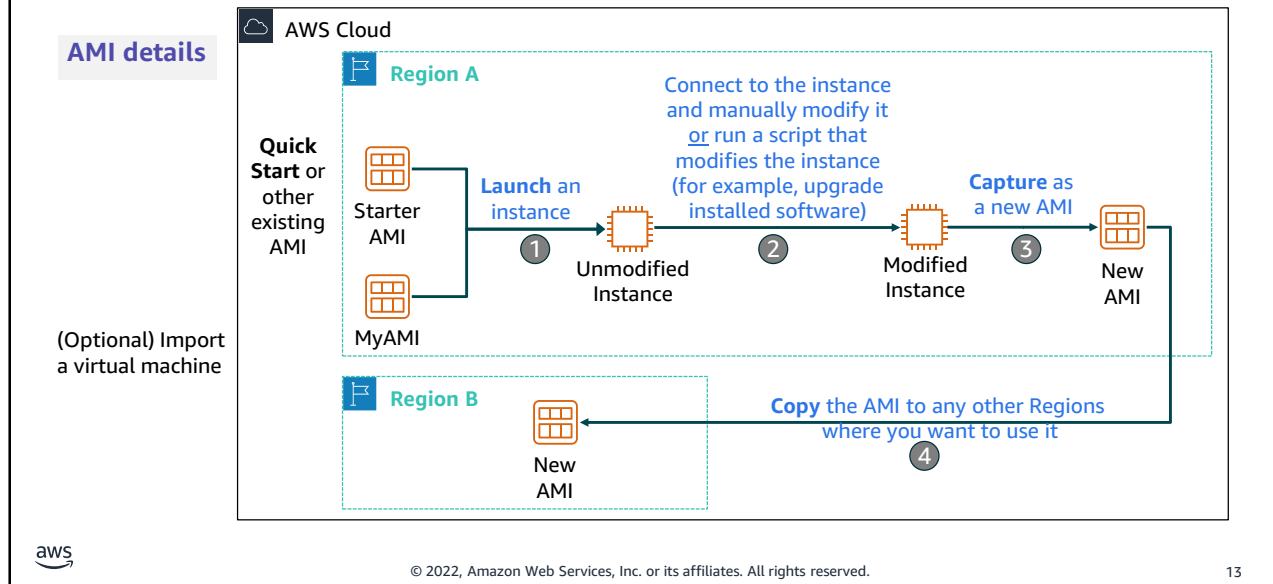 AMI details
AWS Cloud
Region A
Quick
Start or
other
existing
AMI
Starter
AMI
MyAMI
(Optional) Import
a virtual machine
Launch an
instance
1
Unmodified
Instance
Connect to the instance
and manually modify it
or run a script that
modifies the instance
(for example, upgrade
installed software)
2
Modified
Instance
Capture as
a new AMI
3
New
AMI
Region B
Copy the AMI to any other Regions
where you want to use it
4
New
AMI
aws
© 2022, Amazon Web Services, Inc. or its affiliates. All rights reserved.
13